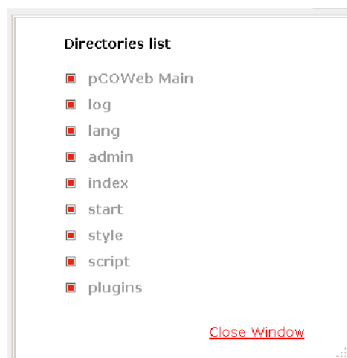 Directories list
pCOWeb Main
log
lang
admin
index
start
style
script
plugins
Close Window